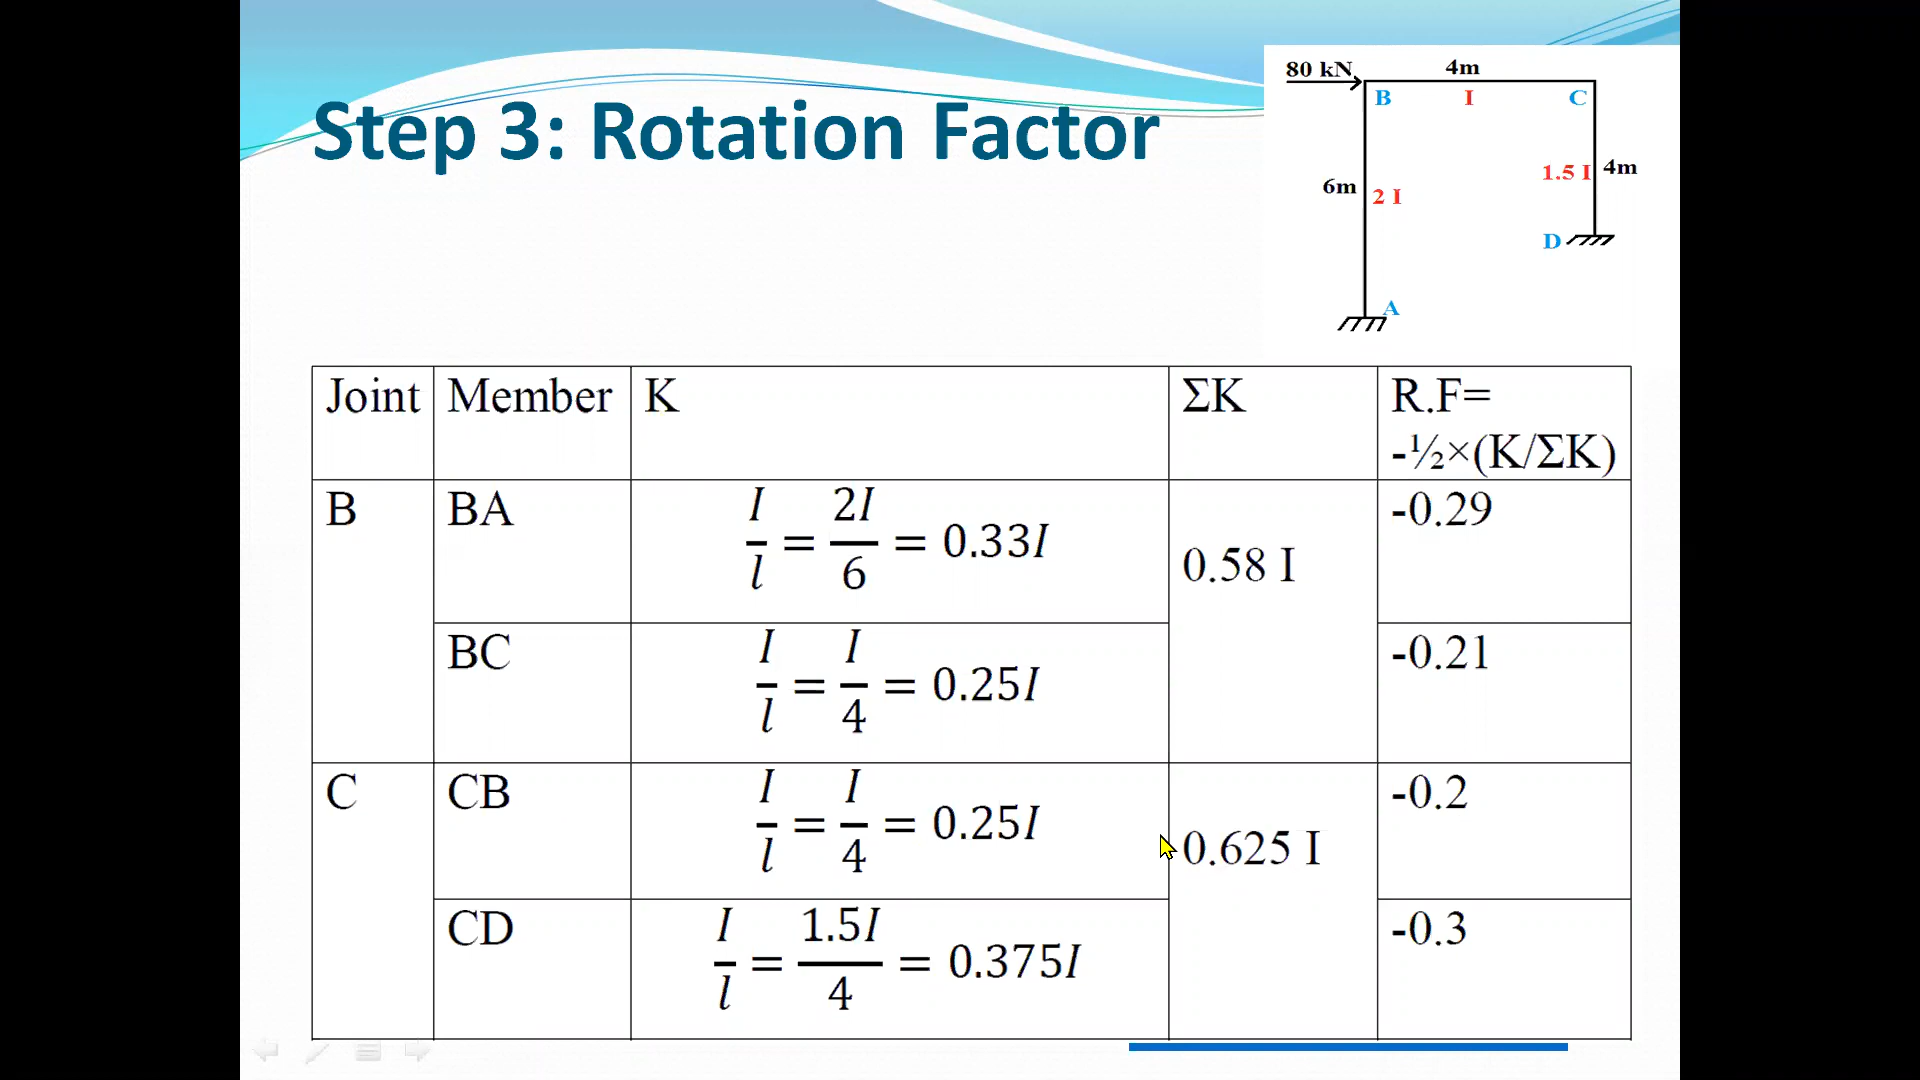 Step 3: Rotation Factor
80 kN
4m
B
I
C
6m
2 I
1.5 I
4m
D
A
Joint Member K ΣK R.F=
-½×(K/ΣK)
B BA I/l = 2I/6 = 0.33I 0.58 I -0.29
BC I/l = I/4 = 0.25I -0.21
C CB I/l = I/4 = 0.25I 0.625 I -0.2
CD I/l = 1.5I/4 = 0.375I -0.3